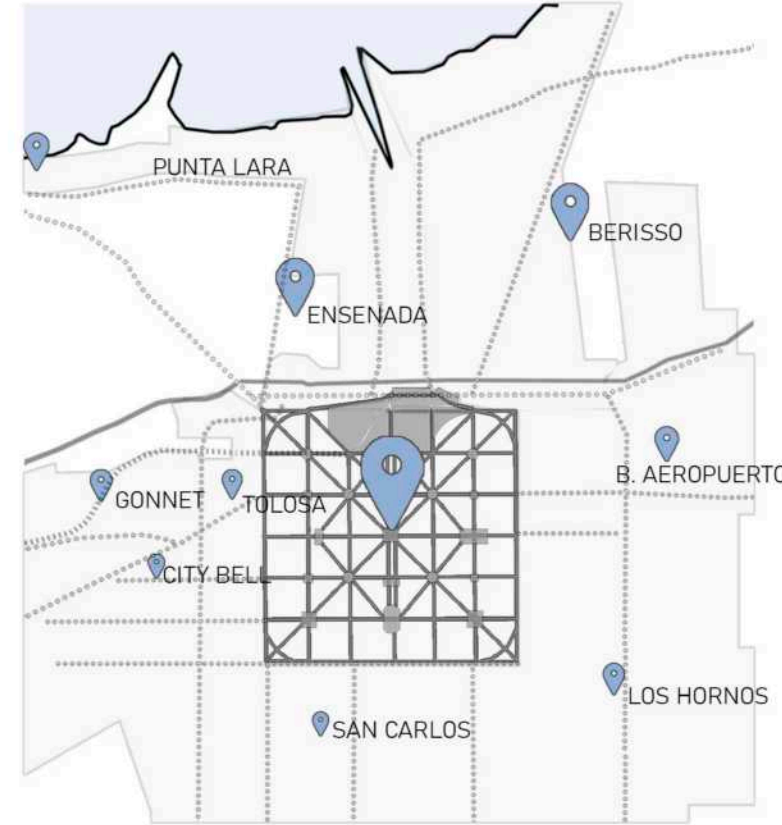 PUNTA LARA
BERISSO
ENSENADA
B. AEROPUERTO
GONNET
TOLOSA
CITY BELL
LOS HORNOS
SAN CARLOS